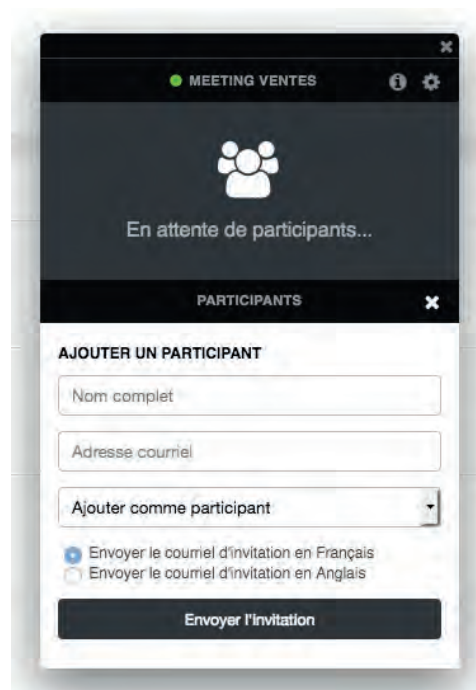 MEETING VENTES
En attente de participants...
PARTICIPANTS
AJOUTER UN PARTICIPANT
Nom complet
Adresse courriel
Ajouter comme participant
Envoyer le courriel d'invitation en Français
Envoyer le courriel d'invitation en Anglais
Envoyer l'invitation